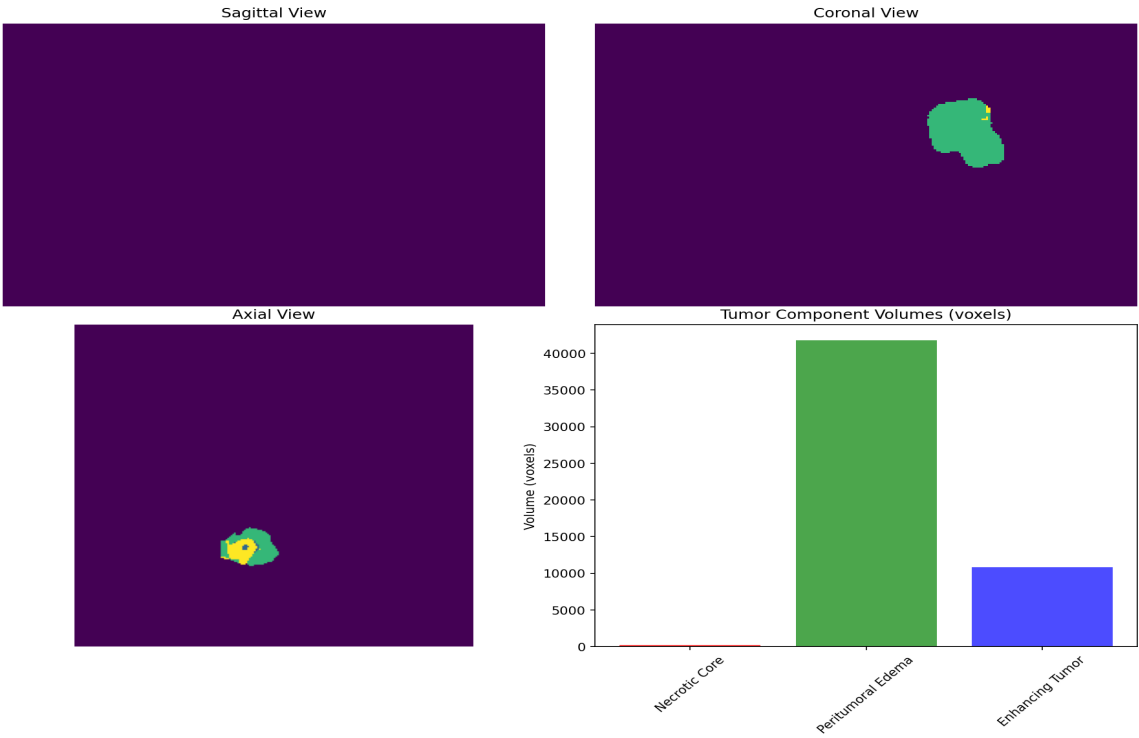 Sagittal View
Coronal View
Axial View
Tumor Component Volumes (voxels)
Volume (voxels)
40000
35000
30000
25000
20000
15000
10000
5000
0
Necrotic Core
Peritumoral Edema
Enhancing Tumor